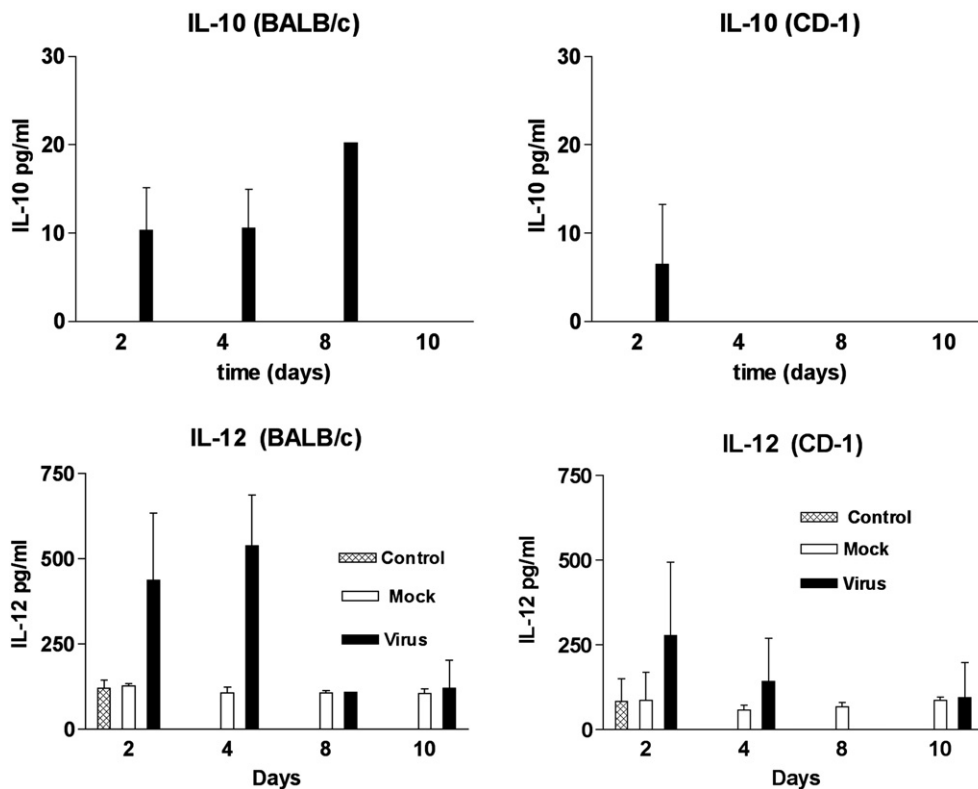 IL-10 (BALB/c)
30
20
10
0
IL-10 pg/ml
2 4 8 10
time (days)
IL-10 (CD-1)
30
20
10
0
IL-10 pg/ml
2 4 8 10
time (days)
IL-12 (BALB/c)
750
500
250
0
IL-12 pg/ml
Control
Mock
Virus
2 4 8 10
Days
IL-12 (CD-1)
750
500
250
0
IL-12 pg/ml
Control
Mock
Virus
2 4 8 10
Days